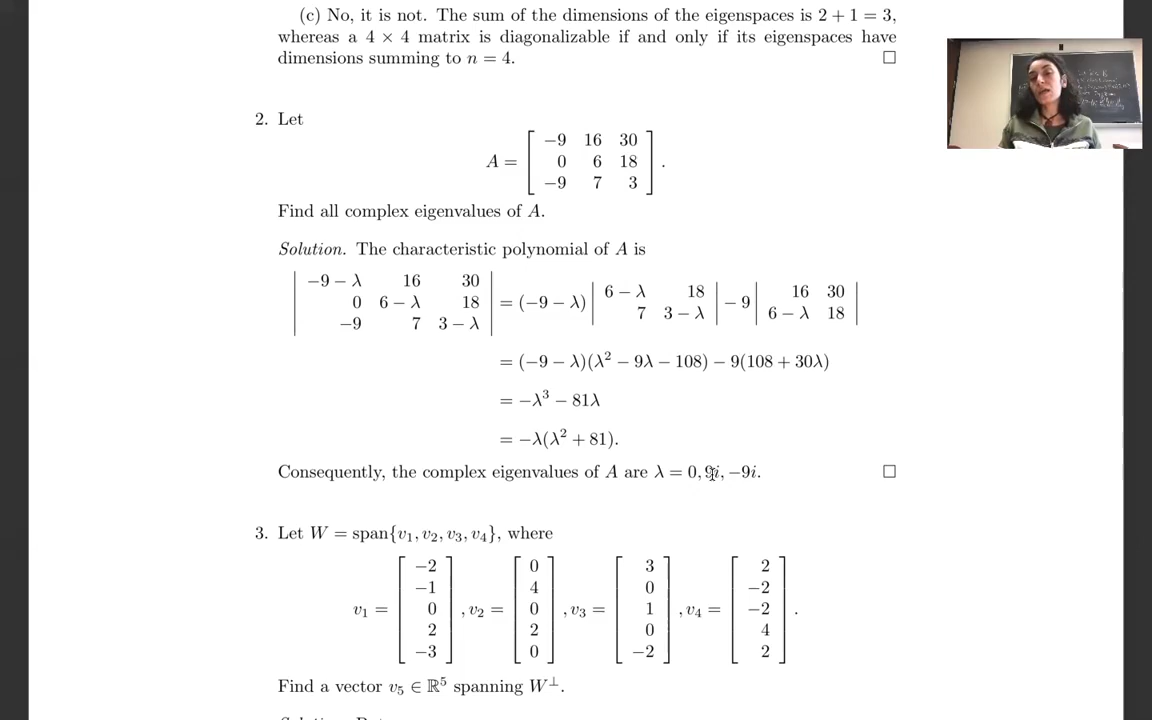 (c) No, it is not. The sum of the dimensions of the eigenspaces is 2 + 1 = 3,
whereas a 4 × 4 matrix is diagonalizable if and only if its eigenspaces have
dimensions summing to n = 4. □
2. Let
A = [ −9 16 30
0 6 18
−9 7 3 ] .
Find all complex eigenvalues of A.
Solution. The characteristic polynomial of A is
| −9 − λ 16 30
0 6 − λ 18
−9 7 3 − λ | = (−9 − λ) | 6 − λ 18
7 3 − λ | − 9 | 16 30
6 − λ 18 |
= (−9 − λ)(λ² − 9λ − 108) − 9(108 + 30λ)
= −λ³ − 81λ
= −λ(λ² + 81).
Consequently, the complex eigenvalues of A are λ = 0, 9i, −9i. □
3. Let W = span{v₁, v₂, v₃, v₄}, where
v₁ = [ −2
−1
0
2
−3 ] , v₂ = [ 0
4
0
2
0 ] , v₃ = [ 3
0
1
0
−2 ] , v₄ = [ 2
−2
−2
4
2 ] .
Find a vector v₅ ∈ ℝ⁵ spanning W⊥.